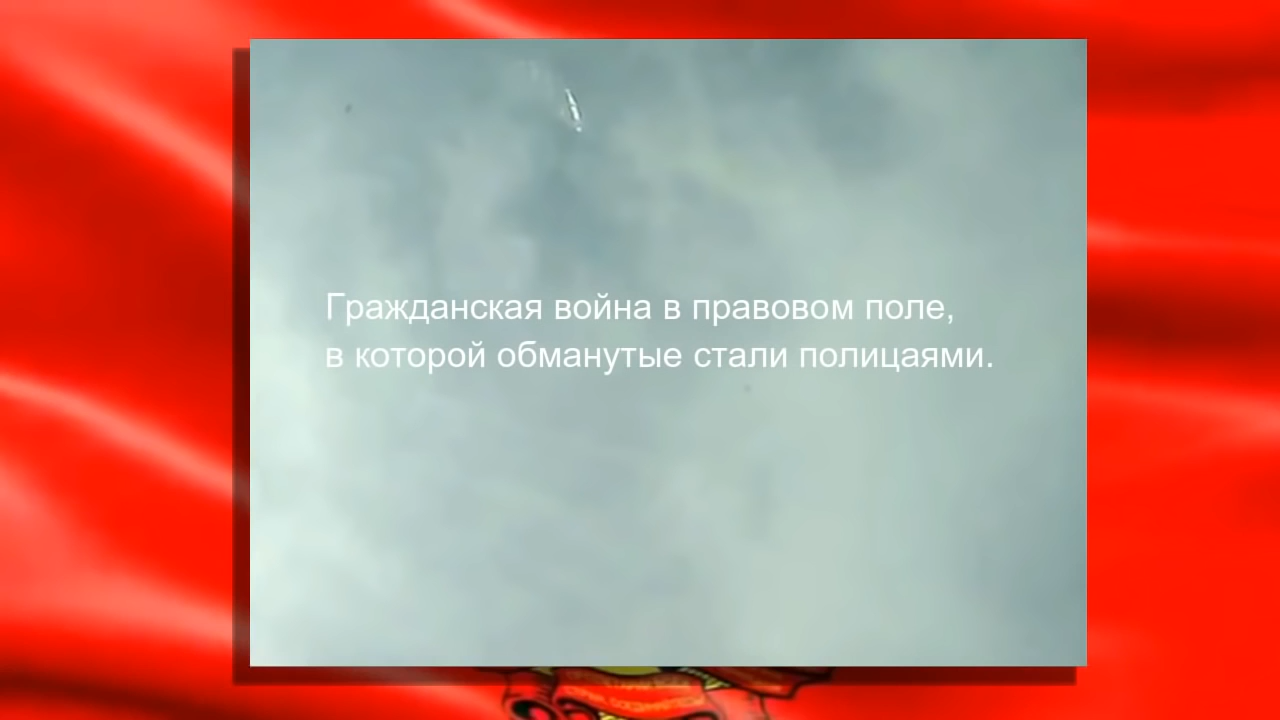 Гражданская война в правовом поле,
в которой обманутые стали полицаями.